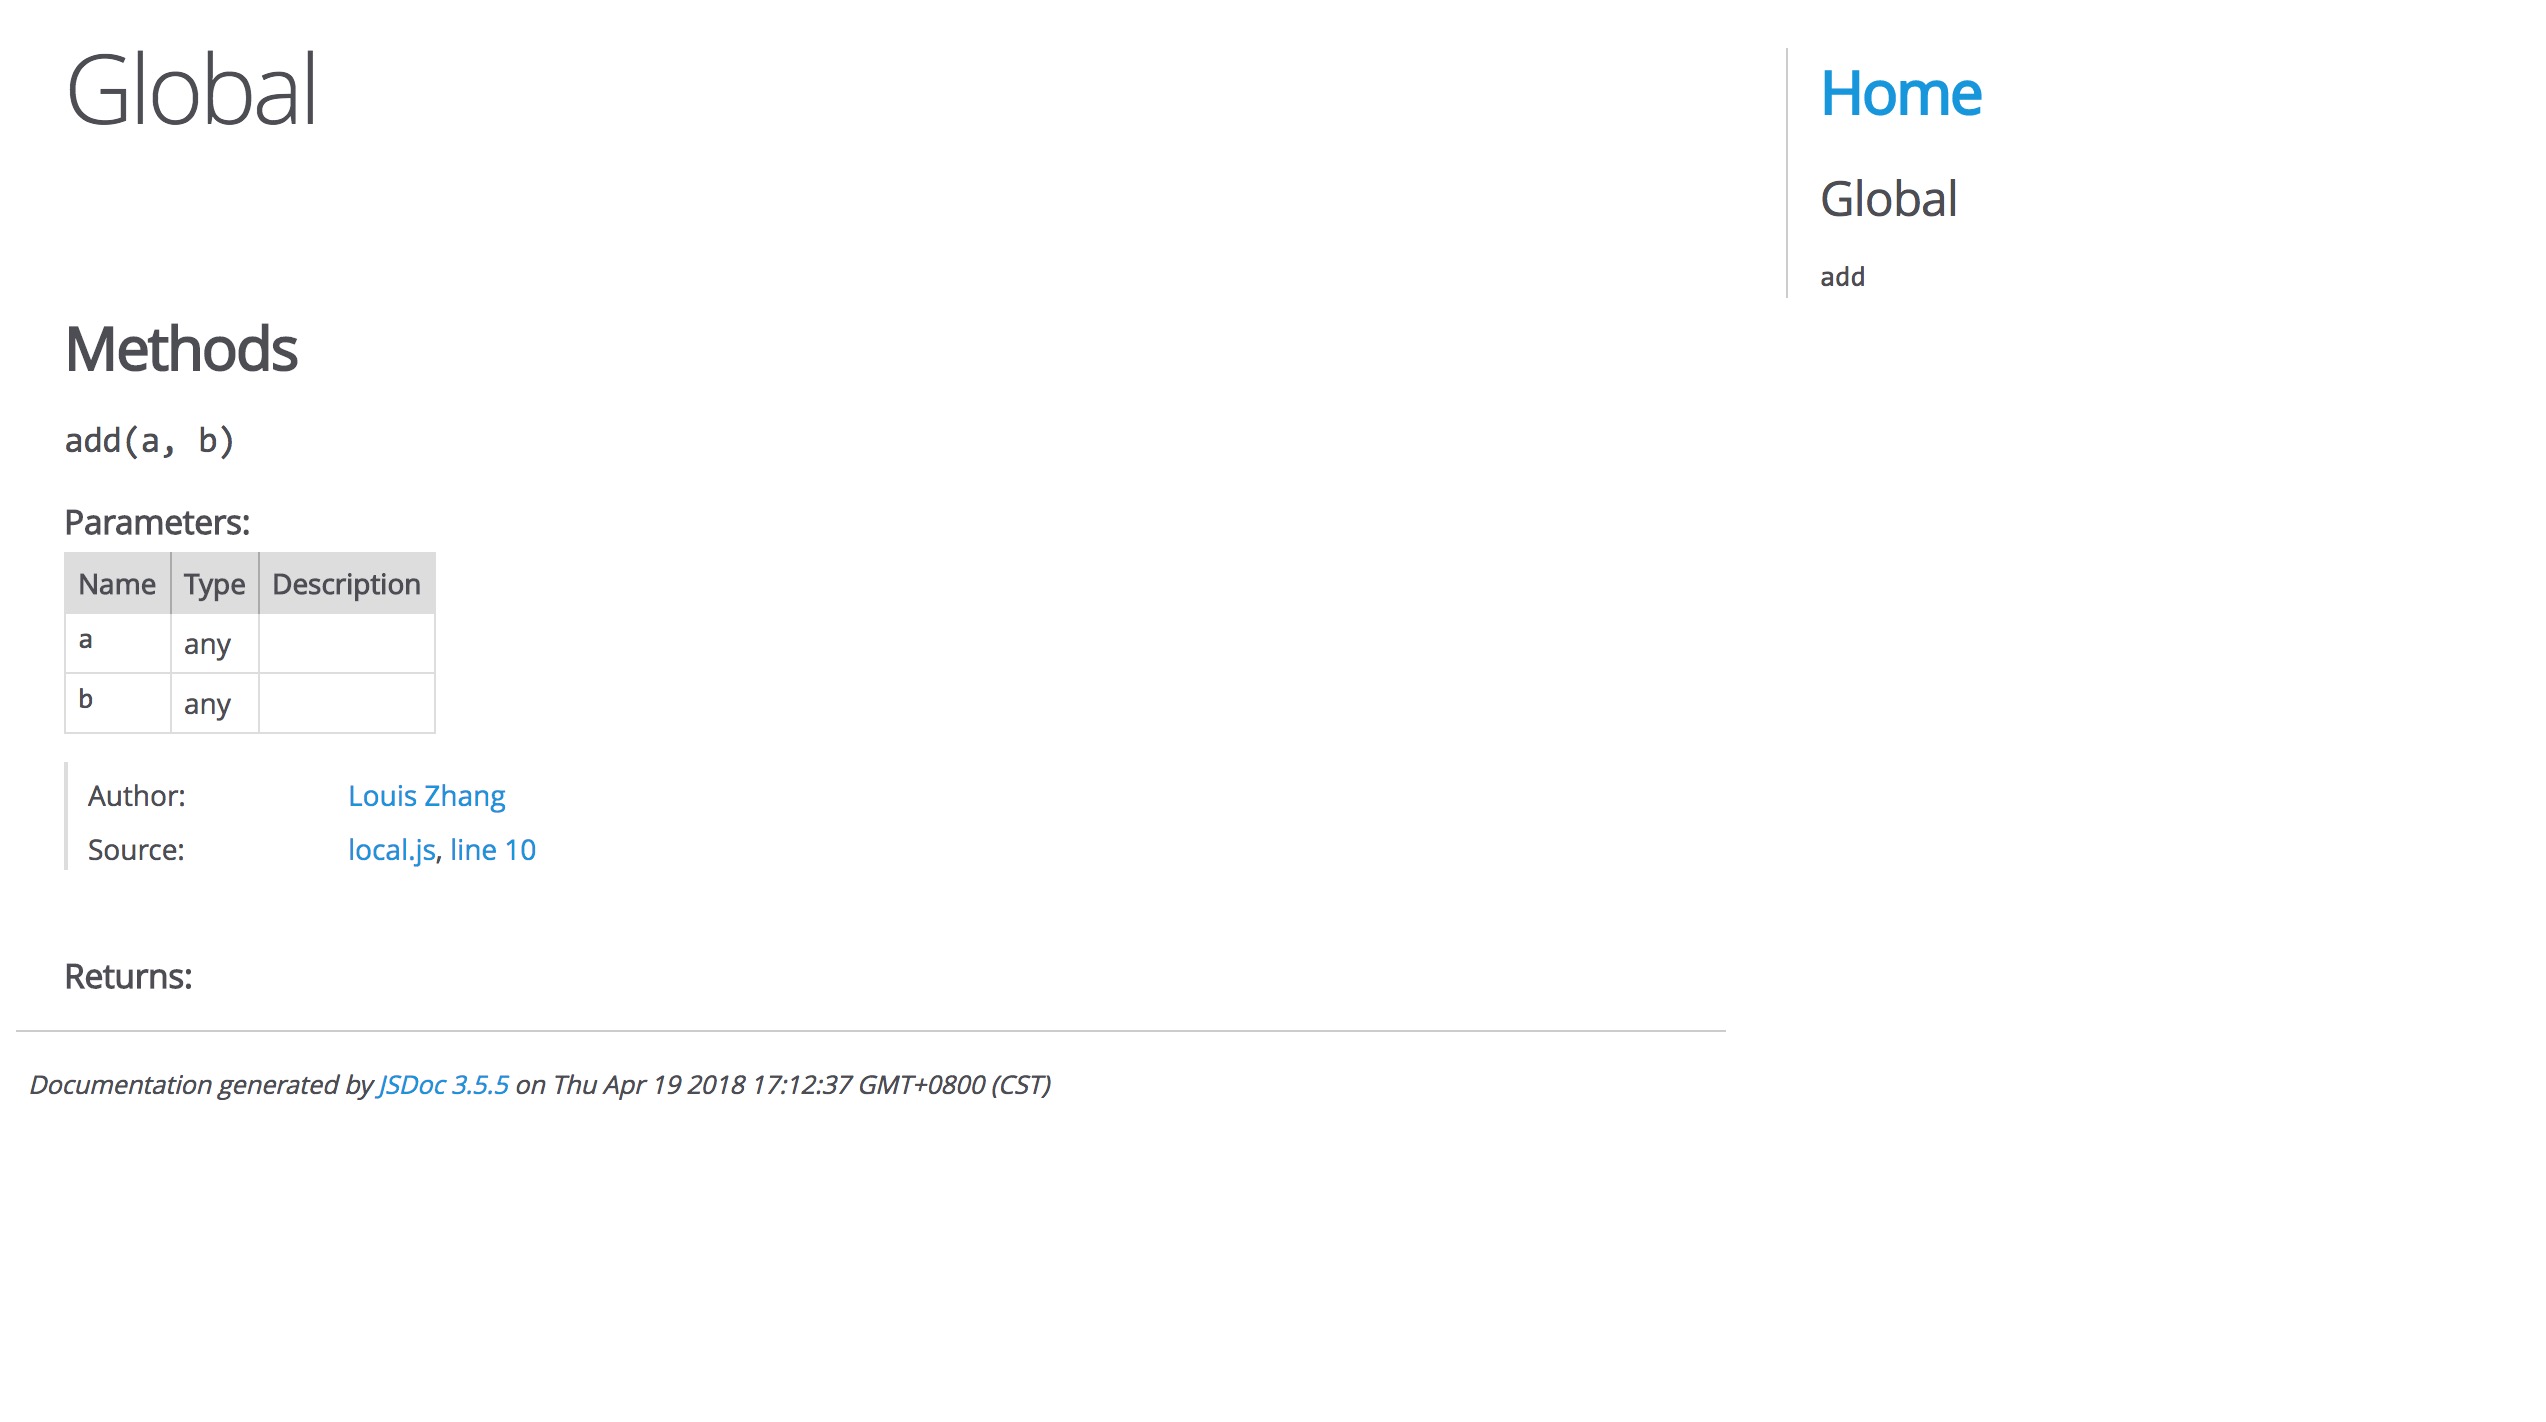 Global
Methods
add(a, b)
Parameters:
Name Type Description
a any
b any
Author: Louis Zhang
Source: local.js, line 10
Returns:
Documentation generated by JSDoc 3.5.5 on Thu Apr 19 2018 17:12:37 GMT+0800 (CST)
Home
Global
add